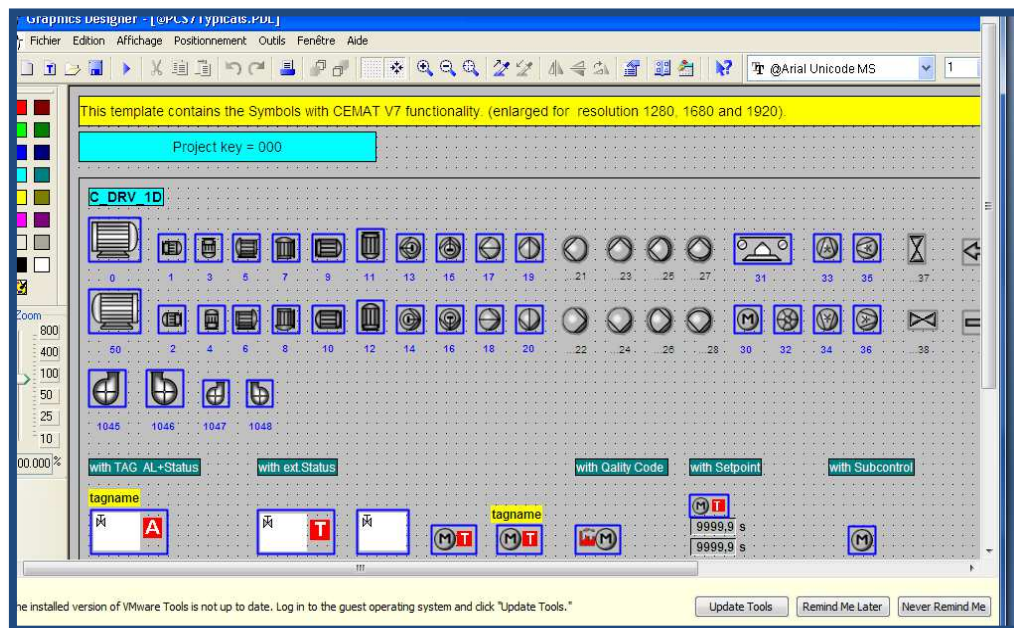 Graphics Designer - [@PCS7Typicals.PDL]
Fichier Edition Affichage Positionnement Outils Fenêtre Aide
@Arial Unicode MS 1
This template contains the Symbols with CEMAT V7 functionality. (enlarged for resolution 1280, 1680 and 1920).
Project key = 000
C_DRV_1D
0 1 3 5 7 9 11 13 15 17 19 21 23 25 27 31 33 35 37
50 2 4 6 8 10 12 14 16 18 20 22 24 26 28 30 32 34 36 38
1045 1046 1047 1048
Zoom
800
400
100
50
25
10
00.000 %
with TAG AL+Status with ext.Status with Qality Code with Setpoint with Subcontrol
tagname
A T M T
tagname
M T
M
M T
9999,9 s
9999,9 s
M
he installed version of VMware Tools is not up to date. Log in to the guest operating system and click "Update Tools."
Update Tools Remind Me Later Never Remind Me